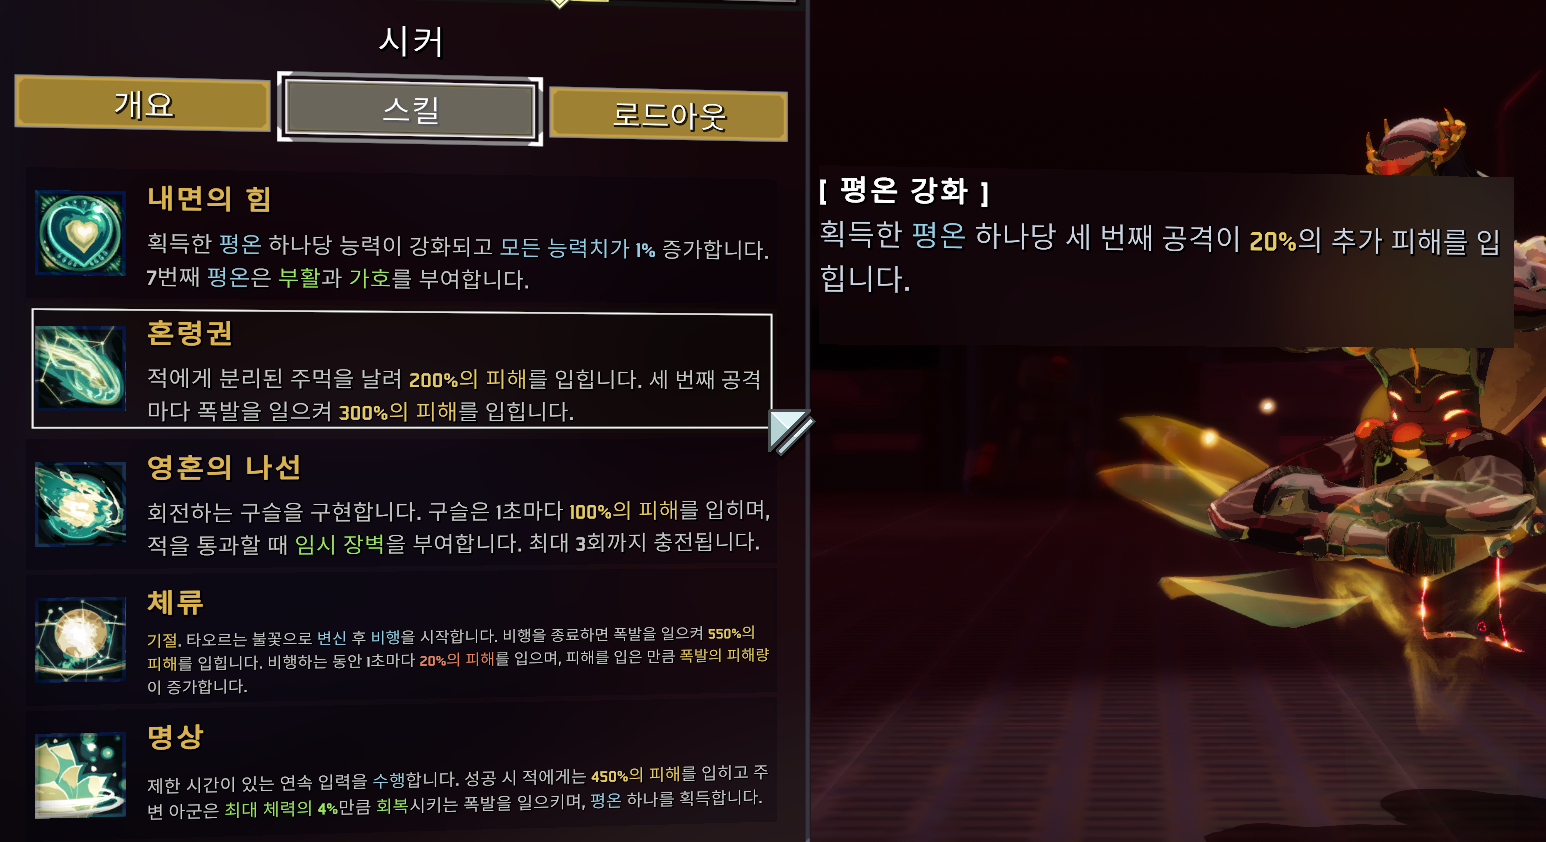 시커
개요
스킬
로드아웃
내면의 힘
획득한 평온 하나당 능력이 강화되고 모든 능력치가 1% 증가합니다.
7번째 평온은 부활과 가호를 부여합니다.
혼령권
적에게 분리된 주먹을 날려 200%의 피해를 입힙니다. 세 번째 공격
마다 폭발을 일으켜 300%의 피해를 입힙니다.
영혼의 나선
회전하는 구슬을 구현합니다. 구슬은 1초마다 100%의 피해를 입히며,
적을 통과할 때 임시 장벽을 부여합니다. 최대 3회까지 충전됩니다.
체류
기절. 타오르는 불꽃으로 변신 후 비행을 시작합니다. 비행을 종료하면 폭발을 일으켜 550%의
피해를 입힙니다. 비행하는 동안 1초마다 20%의 피해를 입으며, 피해를 입은 만큼 폭발의 피해량
이 증가합니다.
명상
제한 시간이 있는 연속 입력을 수행합니다. 성공 시 적에게는 450%의 피해를 입히고 주
변 아군은 최대 체력의 4%만큼 회복시키는 폭발을 일으키며, 평온 하나를 획득합니다.
[ 평온 강화 ]
획득한 평온 하나당 세 번째 공격이 20%의 추가 피해를 입
힙니다.